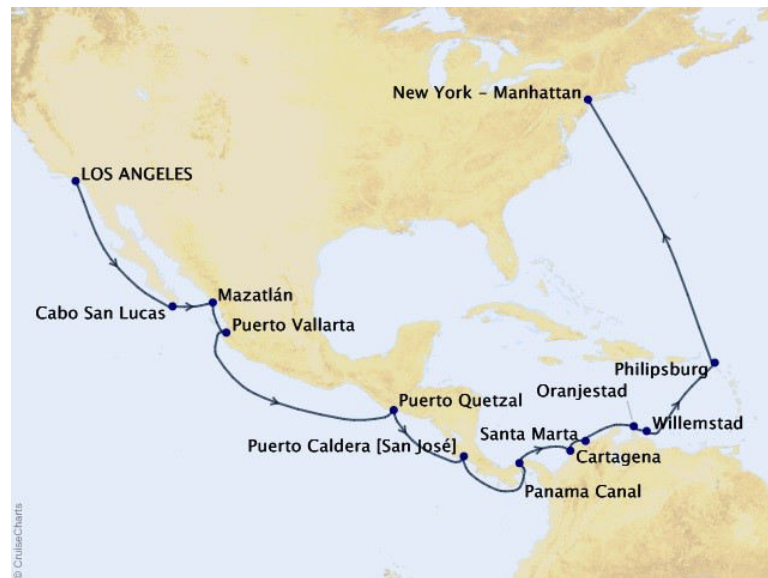 New York – Manhattan
LOS ANGELES
Mazatlán
Cabo San Lucas
Puerto Vallarta
Philipsburg
Oranjestad
Puerto Quetzal
Willemstad
Santa Marta
Puerto Caldera [San José]
Cartagena
Panama Canal
© CruiseCharts